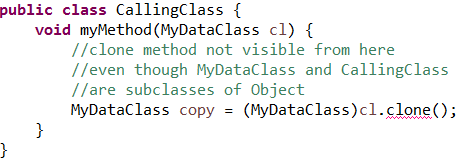 public class CallingClass {
    void myMethod(MyDataClass cl) {
        //clone method not visible from here
        //even though MyDataClass and CallingClass
        //are subclasses of Object
        MyDataClass copy = (MyDataClass)cl.clone();
    }
}